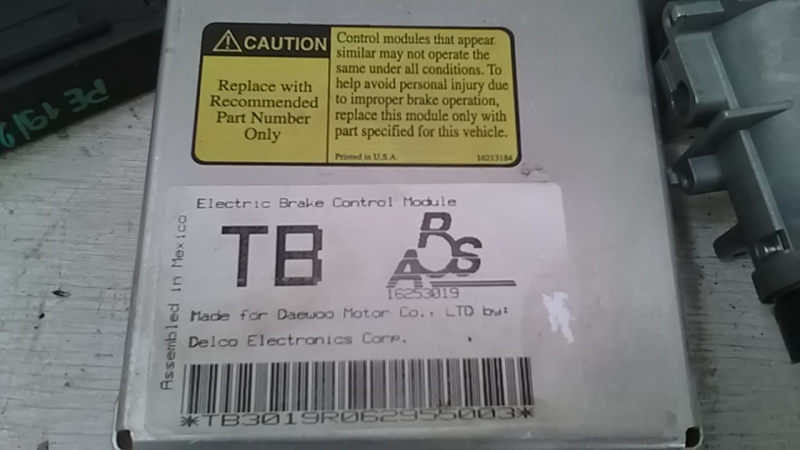 CAUTION
Replace with
Recommended
Part Number
Only
Control modules that appear
similar may not operate the
same under all conditions. To
help avoid personal injury due
to improper brake operation,
replace this module only with
part specified for this vehicle.
Printed in U.S.A. 16213184
Electric Brake Control Module
TB ABS
16253019
Made for Daewoo Motor Co., LTD by:
Delco Electronics Corp.
Assembled in Mexico
*TB3019R062955003*
PE 19/2